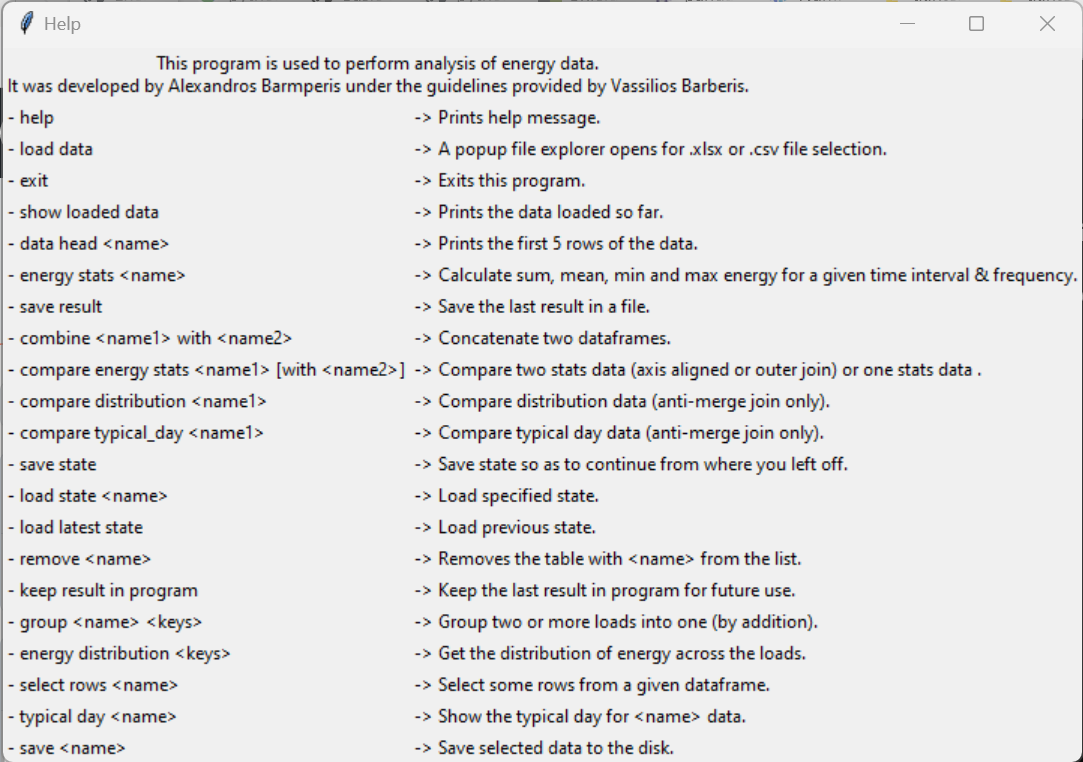 Help
This program is used to perform analysis of energy data.
It was developed by Alexandros Barmperis under the guidelines provided by Vassilios Barberis.
- help -> Prints help message.
- load data -> A popup file explorer opens for .xlsx or .csv file selection.
- exit -> Exits this program.
- show loaded data -> Prints the data loaded so far.
- data head <name> -> Prints the first 5 rows of the data.
- energy stats <name> -> Calculate sum, mean, min and max energy for a given time interval & frequency.
- save result -> Save the last result in a file.
- combine <name1> with <name2> -> Concatenate two dataframes.
- compare energy stats <name1> [with <name2>] -> Compare two stats data (axis aligned or outer join) or one stats data .
- compare distribution <name1> -> Compare distribution data (anti-merge join only).
- compare typical_day <name1> -> Compare typical day data (anti-merge join only).
- save state -> Save state so as to continue from where you left off.
- load state <name> -> Load specified state.
- load latest state -> Load previous state.
- remove <name> -> Removes the table with <name> from the list.
- keep result in program -> Keep the last result in program for future use.
- group <name> <keys> -> Group two or more loads into one (by addition).
- energy distribution <keys> -> Get the distribution of energy across the loads.
- select rows <name> -> Select some rows from a given dataframe.
- typical day <name> -> Show the typical day for <name> data.
- save <name> -> Save selected data to the disk.